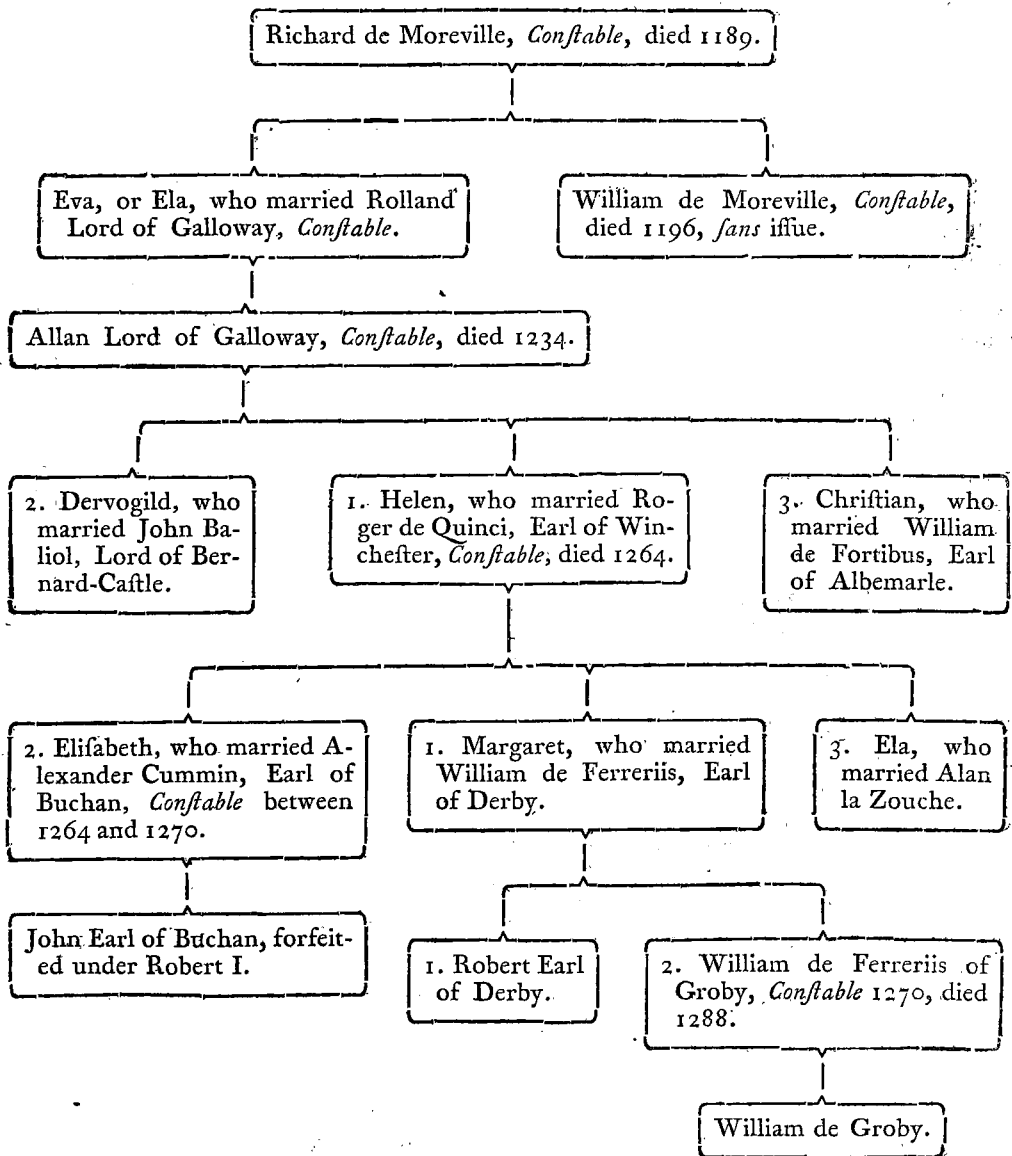 Richard de Moreville, Conſtable, died 1189.
Eva, or Ela, who married Rolland
Lord of Galloway, Conſtable.
William de Moreville, Conſtable,
died 1196, ſans iſſue.
Allan Lord of Galloway, Conſtable, died 1234.
2. Dervogild, who
married John Ba-
liol, Lord of Ber-
nard-Caſtle.
1. Helen, who married Ro-
ger de Quinci, Earl of Win-
cheſter, Conſtable, died 1264.
3. Chriſtian, who
married William
de Fortibus, Earl
of Albemarle.
2. Eliſabeth, who married A-
lexander Cummin, Earl of
Buchan, Conſtable between
1264 and 1270.
1. Margaret, who married
William de Ferreriis, Earl
of Derby.
3. Ela, who
married Alan
la Zouche.
John Earl of Buchan, forfeit-
ed under Robert I.
1. Robert Earl
of Derby.
2. William de Ferreriis of
Groby, Conſtable 1270, died
1288.
William de Groby.